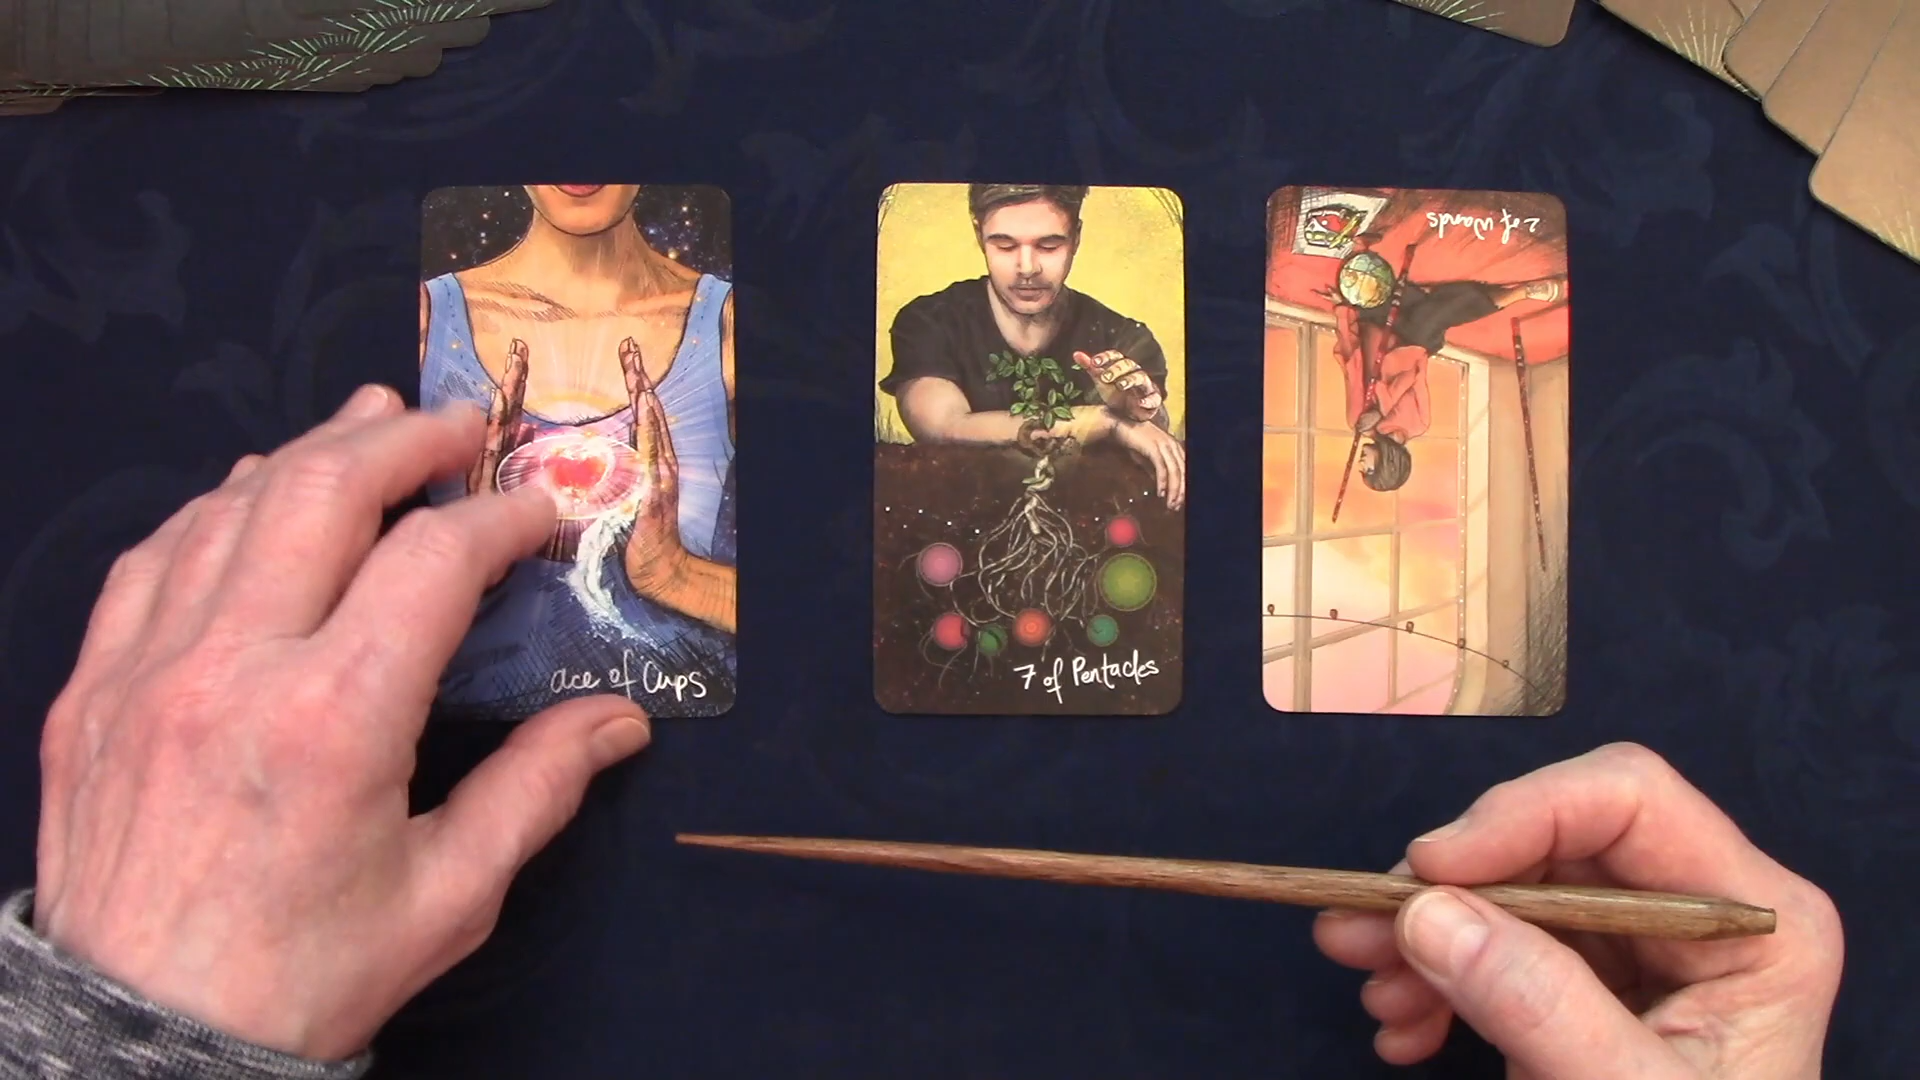 ace of Cups
7 of Pentacles
2 of Wands